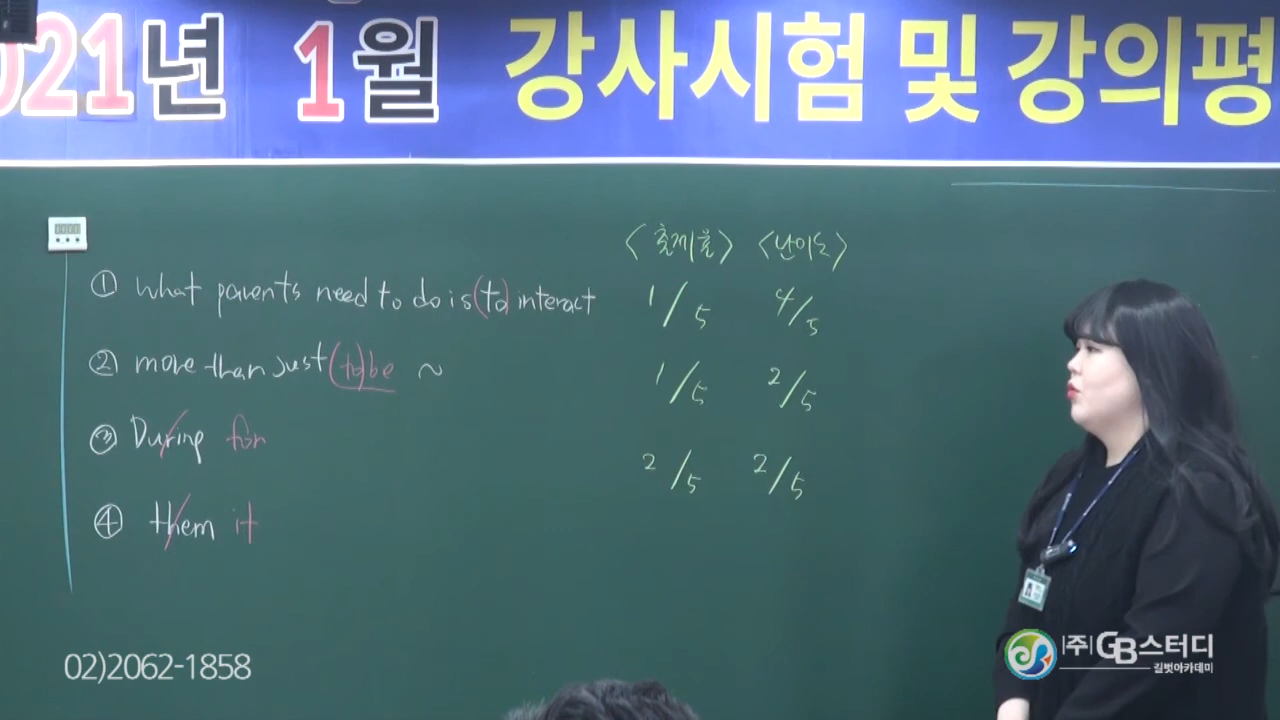 021년 1월 강사시험 및 강의평
<출제율> <난이도>
① What parents need to do is (to) interact 1/5 4/5
② more than just (to) be ~ 1/5 2/5
③ During for 2/5 2/5
④ them it
02)2062-1858
(주) GB스터디
길벗아카데미